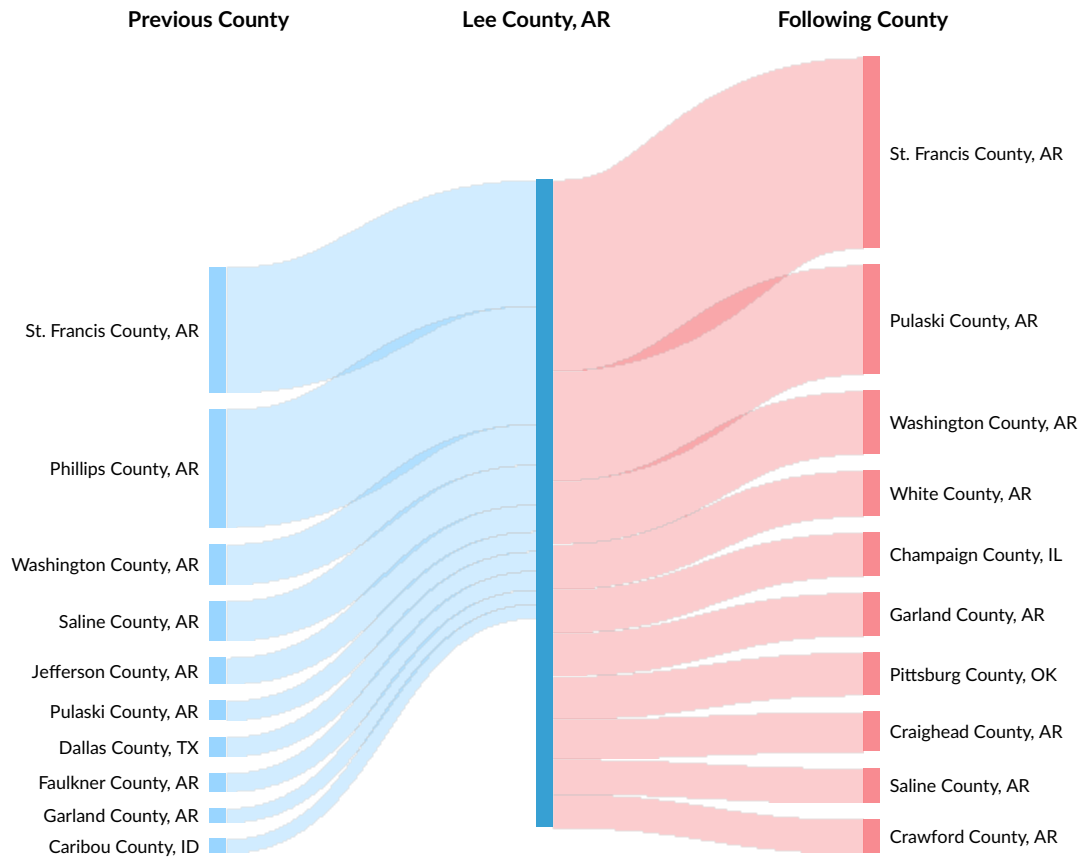 Previous County
Lee County, AR
Following County
St. Francis County, AR
Phillips County, AR
Washington County, AR
Saline County, AR
Jefferson County, AR
Pulaski County, AR
Dallas County, TX
Faulkner County, AR
Garland County, AR
Caribou County, ID
St. Francis County, AR
Pulaski County, AR
Washington County, AR
White County, AR
Champaign County, IL
Garland County, AR
Pittsburg County, OK
Craighead County, AR
Saline County, AR
Crawford County, AR